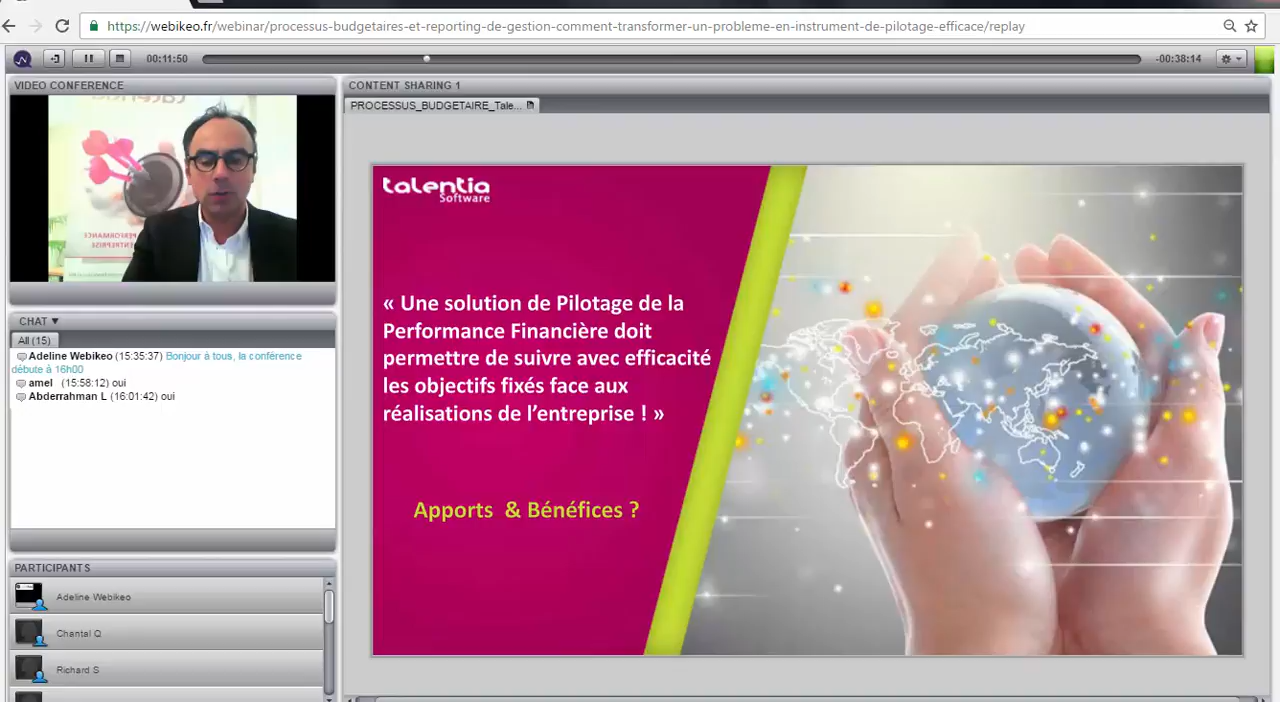 https://webikeo.fr/webinar/processus-budgetaires-et-reporting-de-gestion-comment-transformer-un-probleme-en-instrument-de-pilotage-efficace/replay
00:11:50
-00:38:14
VIDEO CONFERENCE
PERFORMANCE
ENTREPRISE
CHAT
All (15)
Adeline Webikeo (15:35:37) Bonjour à tous, la conférence
débute à 16h00
amel (15:58:12) oui
Abderrahman L (16:01:42) oui
PARTICIPANTS
Adeline Webikeo
Chantal Q
Richard S
CONTENT SHARING 1
PROCESSUS_BUDGETAIRE_Tale...
talentia
Software
« Une solution de Pilotage de la
Performance Financière doit
permettre de suivre avec efficacité
les objectifs fixés face aux
réalisations de l'entreprise ! »
Apports & Bénéfices ?